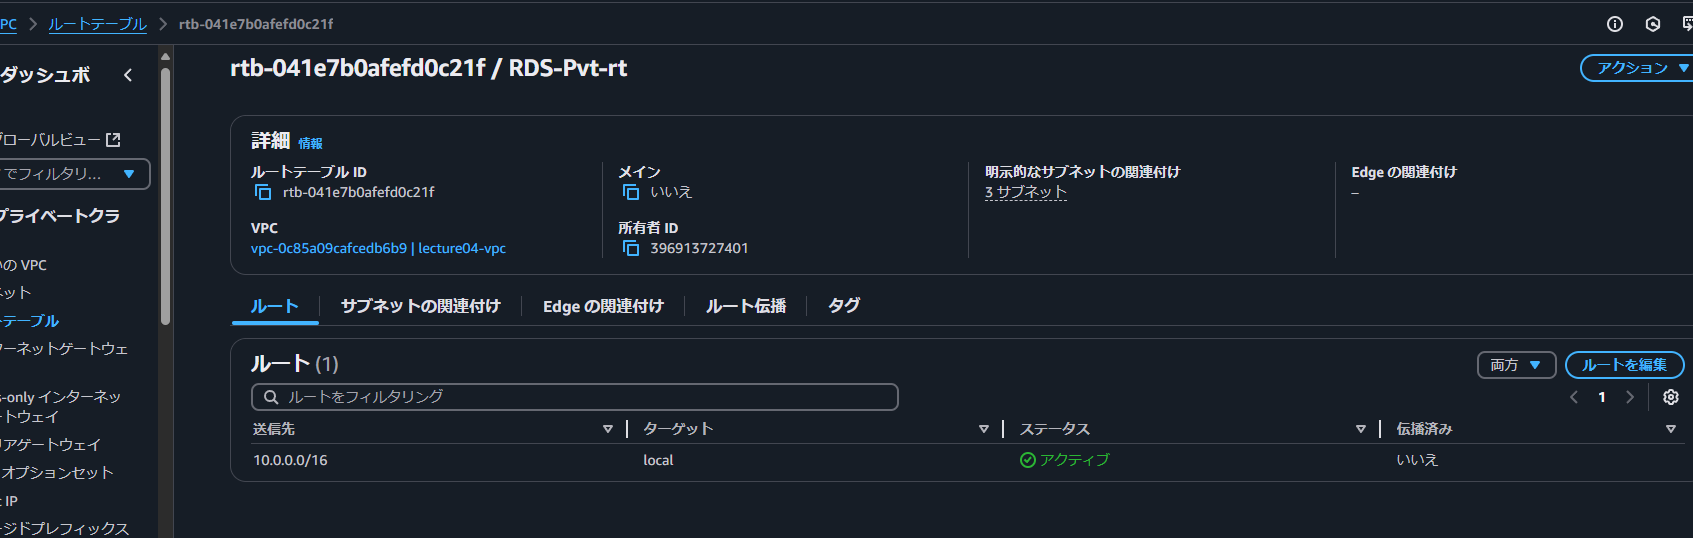 PC > ルートテーブル > rtb-041e7b0afefd0c21f
ダッシュボ
グローバルビュー
でフィルタリ...
プライベートクラ
の VPC
ネット
トテーブル
ターネットゲートウェ
s-only インターネッ
ートウェイ
リアゲートウェイ
オプションセット
IP
ージドプレフィックス
rtb-041e7b0afefd0c21f / RDS-Pvt-rt
アクション
詳細 情報
ルートテーブル ID
rtb-041e7b0afefd0c21f
メイン
いいえ
明示的なサブネットの関連付け
3 サブネット
Edge の関連付け
–
VPC
vpc-0c85a09cafcedb6b9 | lecture04-vpc
所有者 ID
396913727401
ルート サブネットの関連付け Edge の関連付け ルート伝播 タグ
ルート (1)
両方 ルートを編集
ルートをフィルタリング
1
送信先 ターゲット ステータス 伝播済み
10.0.0.0/16 local アクティブ いいえ